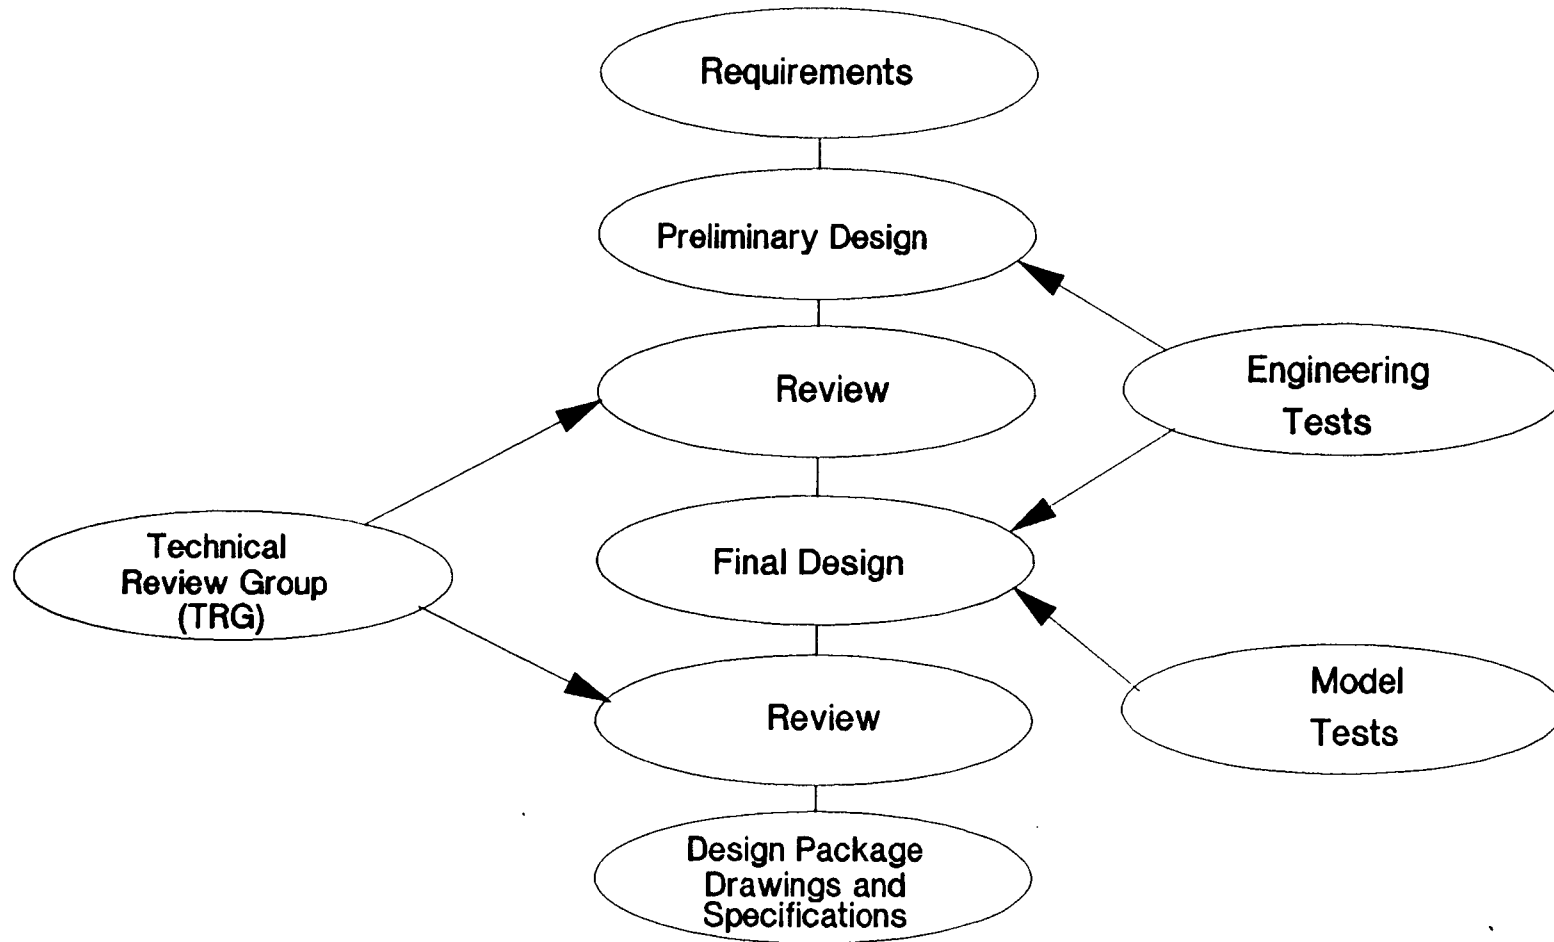 Requirements
Preliminary Design
Review
Engineering
Tests
Technical
Review Group
(TRG)
Final Design
Review
Model
Tests
Design Package
Drawings and
Specifications